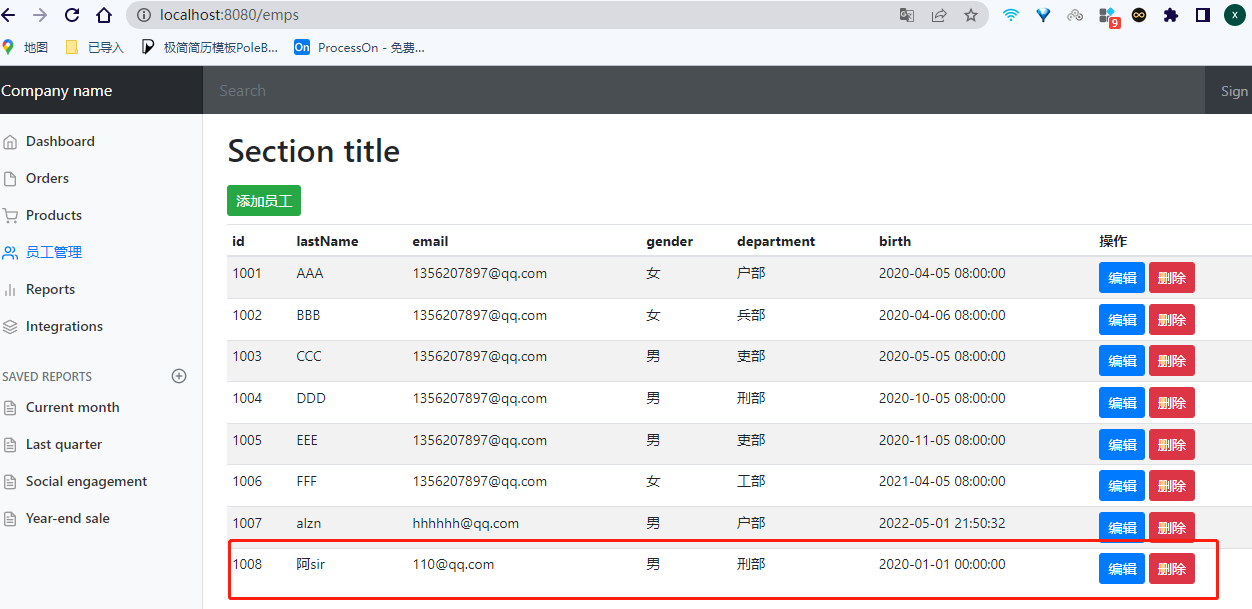 localhost:8080/emps
9
X
地图 已导入 极简简历模板PoleB... On ProcessOn - 免费...
Company name Search Sign
Dashboard
Orders
Products
员工管理
Reports
Integrations
SAVED REPORTS
Current month
Last quarter
Social engagement
Year-end sale
Section title
添加员工
id lastName email gender department birth 操作
1001 AAA 1356207897@qq.com 女 户部 2020-04-05 08:00:00 编辑 删除
1002 BBB 1356207897@qq.com 女 兵部 2020-04-06 08:00:00 编辑 删除
1003 CCC 1356207897@qq.com 男 吏部 2020-05-05 08:00:00 编辑 删除
1004 DDD 1356207897@qq.com 男 刑部 2020-10-05 08:00:00 编辑 删除
1005 EEE 1356207897@qq.com 男 吏部 2020-11-05 08:00:00 编辑 删除
1006 FFF 1356207897@qq.com 女 工部 2021-04-05 08:00:00 编辑 删除
1007 alzn hhhhhh@qq.com 男 户部 2022-05-01 21:50:32 编辑 删除
1008 阿sir 110@qq.com 男 刑部 2020-01-01 00:00:00 编辑 删除